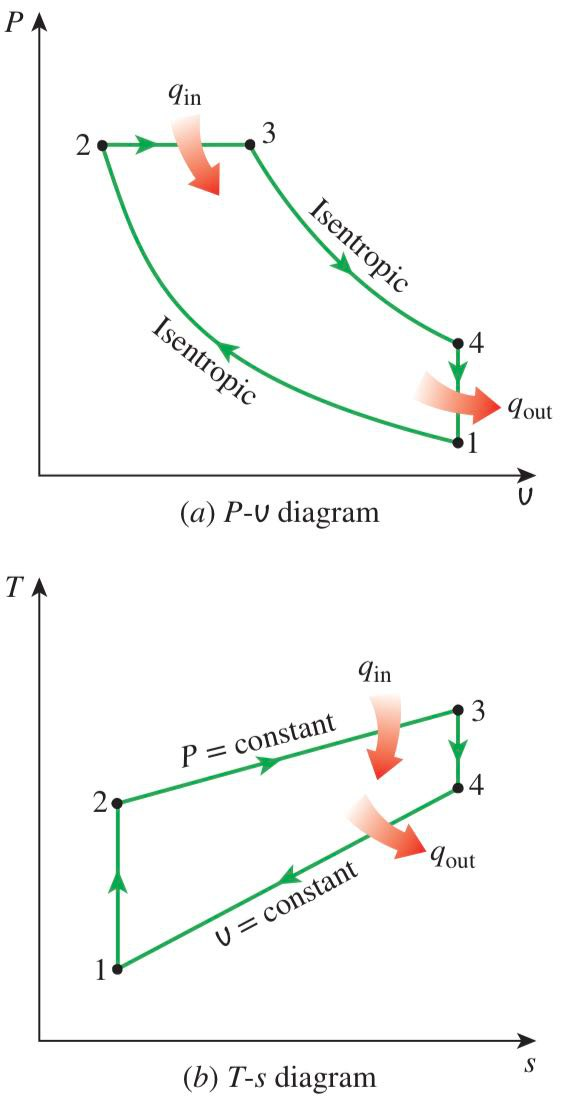 P
q_in
2
3
Isentropic
Isentropic
4
q_out
1
υ
(a) P-υ diagram
T
q_in
3
P = constant
2
4
q_out
υ = constant
1
s
(b) T-s diagram